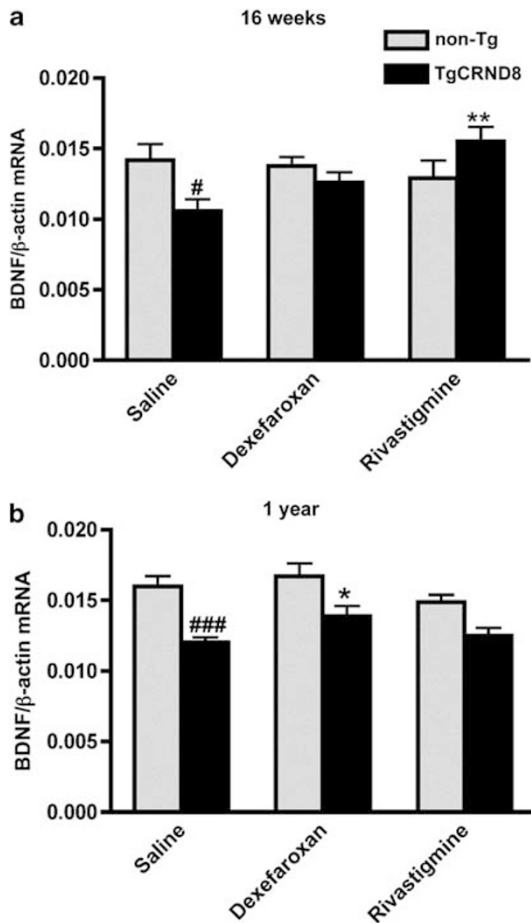 a
16 weeks
non-Tg
TgCRND8
BDNF/β-actin mRNA
0.020
0.015
0.010
0.005
0.000
#
**
Saline
Dexefaroxan
Rivastigmine
b
1 year
BDNF/β-actin mRNA
0.020
0.015
0.010
0.005
0.000
###
*
Saline
Dexefaroxan
Rivastigmine